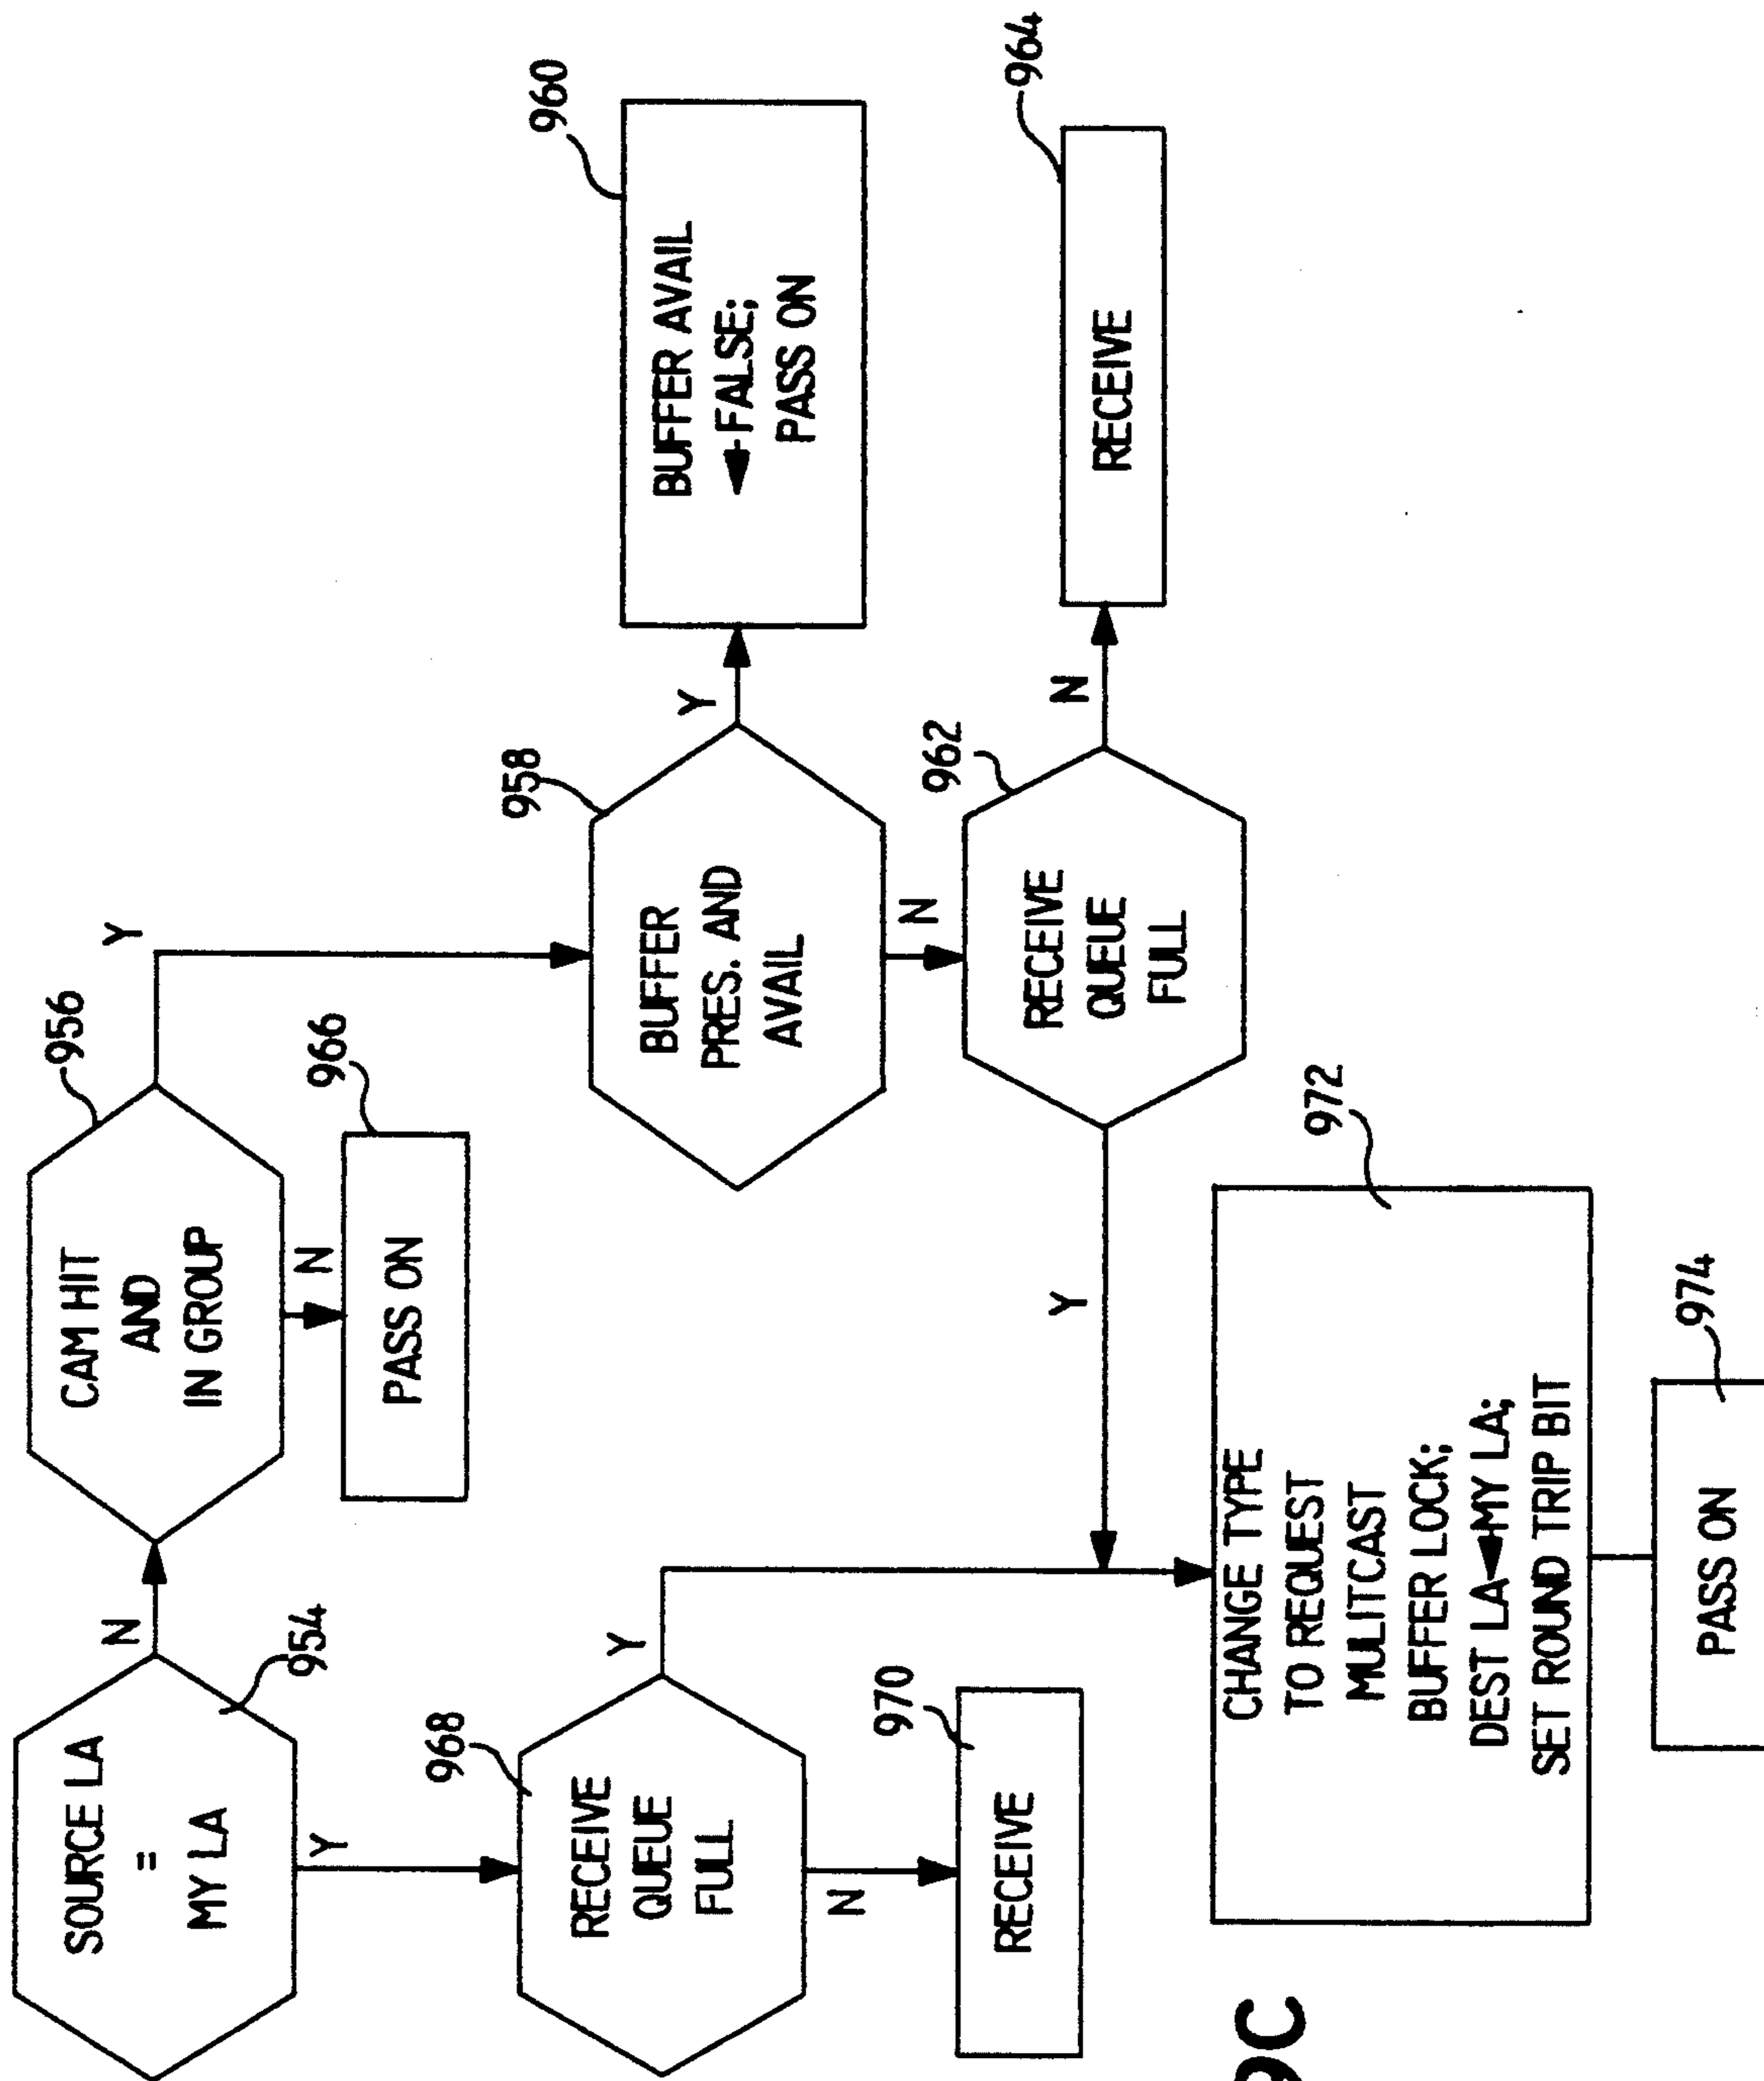 SOURCE LA
=
MY LA
954
N
Y
CAM HIT
AND
IN GROUP
956
Y
N
PASS ON
966
BUFFER
PRES. AND
AVAIL
958
Y
N
BUFFER AVAIL
FALSE;
PASS ON
960
RECEIVE
QUEUE
FULL
962
N
Y
RECEIVE
964
RECEIVE
QUEUE
FULL
968
Y
N
RECEIVE
970
CHANGE TYPE
TO REQUEST
MULITCAST
BUFFER LOCK;
DEST LA MY LA;
SET ROUND TRIP BIT
972
PASS ON
974
9C